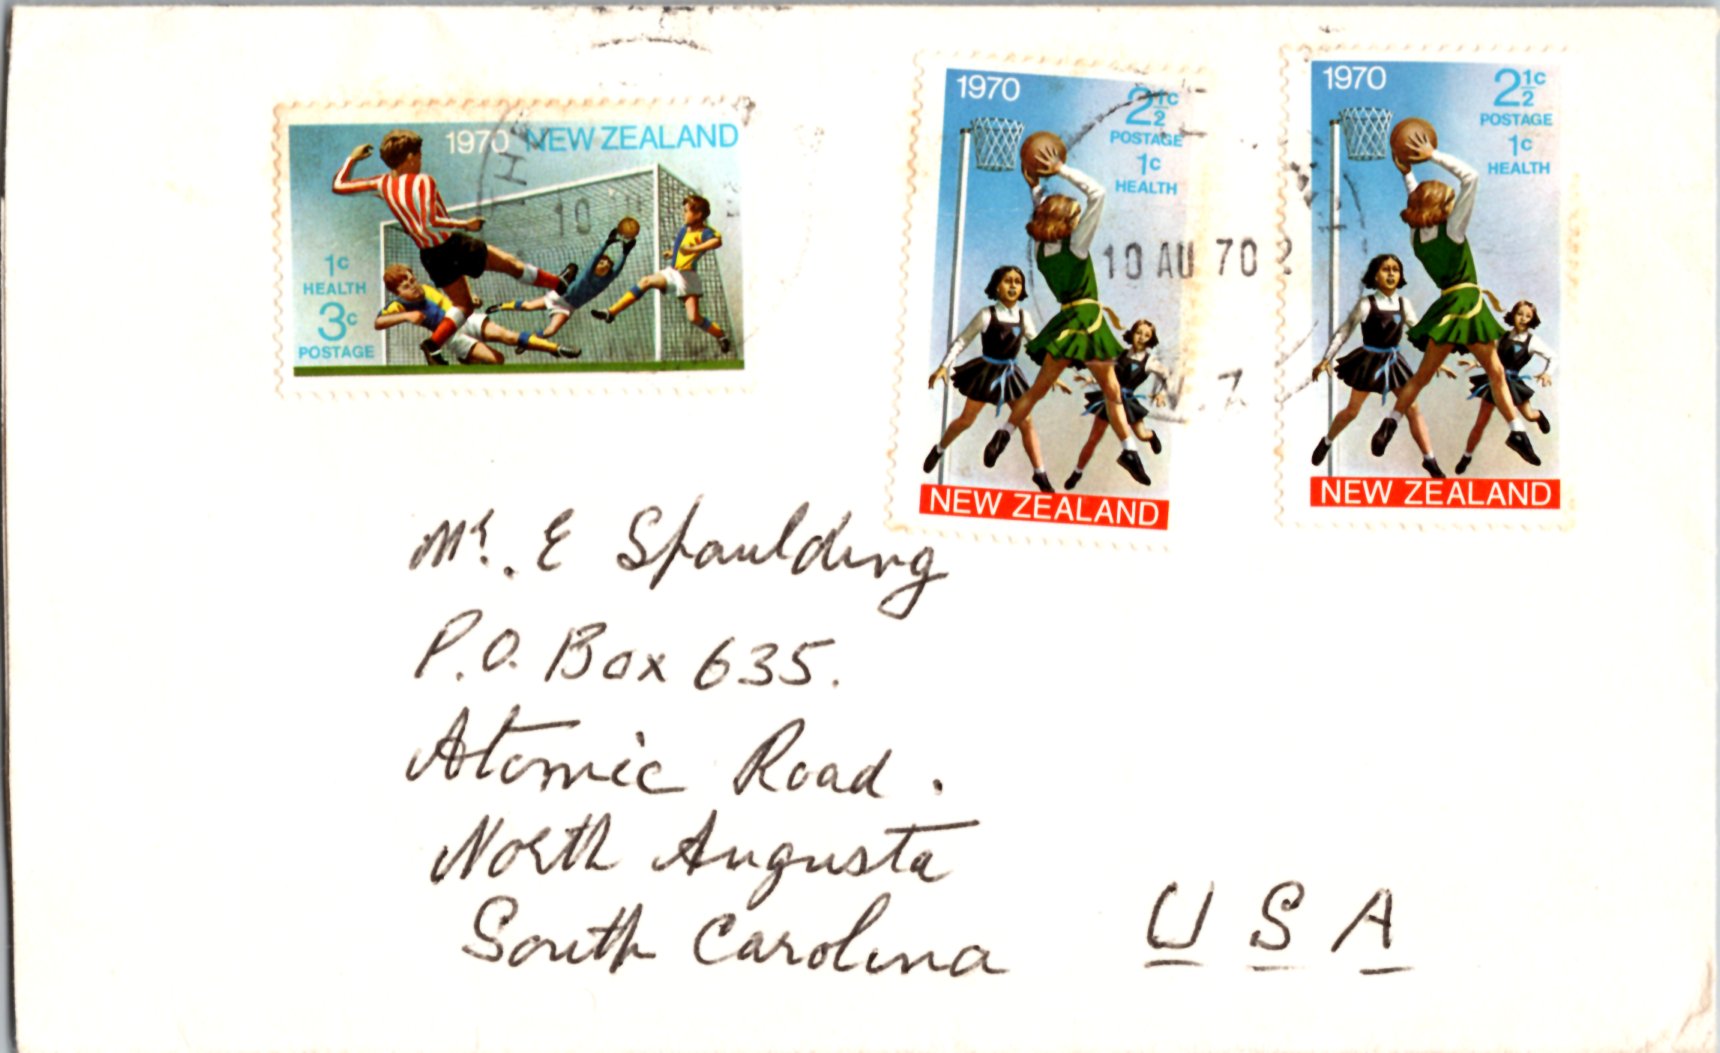 1970 NEW ZEALAND
1c
HEALTH
3c
POSTAGE
1970
2½c
POSTAGE
1c
HEALTH
NEW ZEALAND
1970
2½c
POSTAGE
1c
HEALTH
NEW ZEALAND
10 AU 70
N.Z.
Mr. E Spaulding
P.O. Box 635.
Atomic Road.
North Augusta
South Carolina
U S A